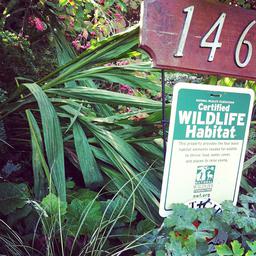 146
NATIONAL WILDLIFE FEDERATION
Certified
WILDLIFE
Habitat
This property provides the four basic
habitat elements needed for wildlife
to thrive: food, water, cover,
and places to raise young.
nwf.org